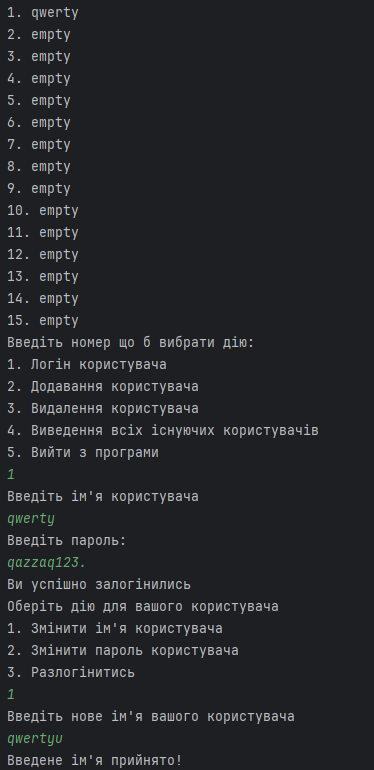 1. qwerty
2. empty
3. empty
4. empty
5. empty
6. empty
7. empty
8. empty
9. empty
10. empty
11. empty
12. empty
13. empty
14. empty
15. empty
Введіть номер що б вибрати дію:
1. Логін користувача
2. Додавання користувача
3. Видалення користувача
4. Виведення всіх існуючих користувачів
5. Вийти з програми
1
Введіть ім'я користувача
qwerty
Введіть пароль:
qazzaq123.
Ви успішно залогінились
Оберіть дію для вашого користувача
1. Змінити ім'я користувача
2. Змінити пароль користувача
3. Разлогінитись
1
Введіть нове ім'я вашого користувача
qwertyu
Введене ім'я прийнято!